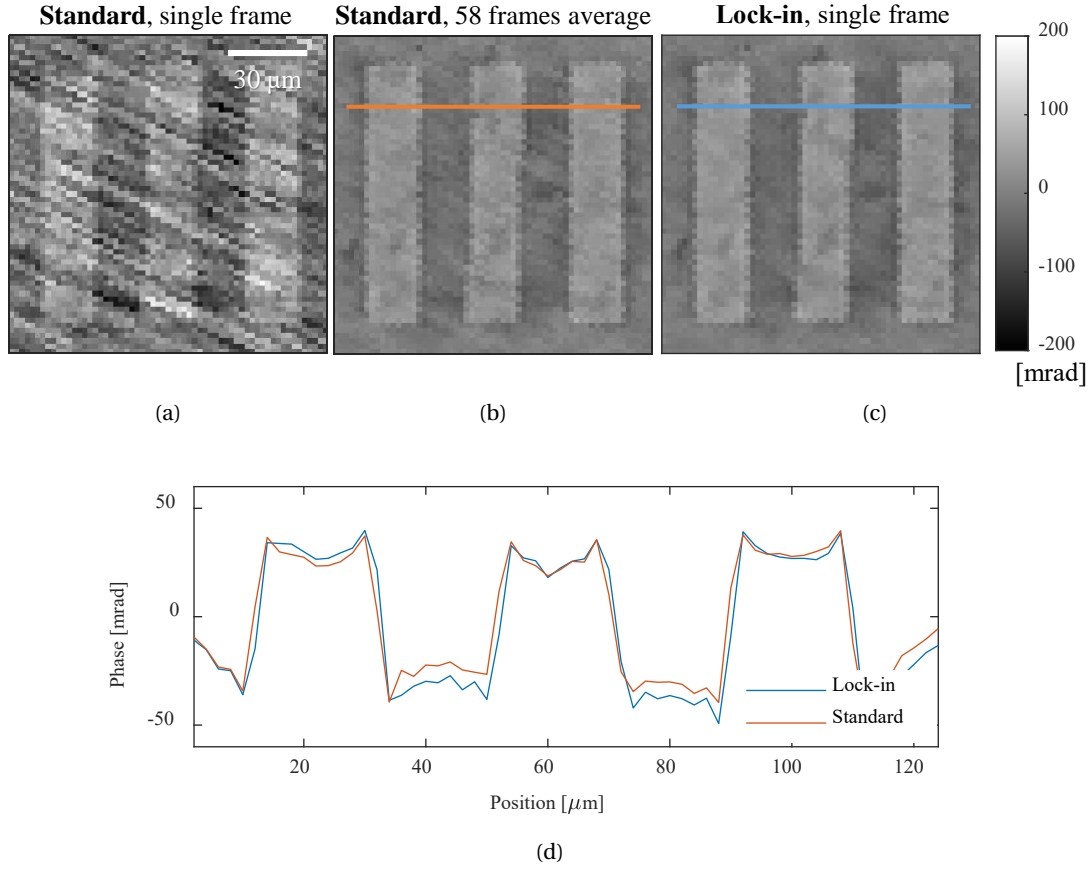 Standard, single frame
Standard, 58 frames average
Lock-in, single frame
30 μm
200
100
0
-100
-200
[mrad]
(a)
(b)
(c)
50
0
-50
Phase [mrad]
Lock-in
Standard
20
40
60
80
100
120
Position [μm]
(d)